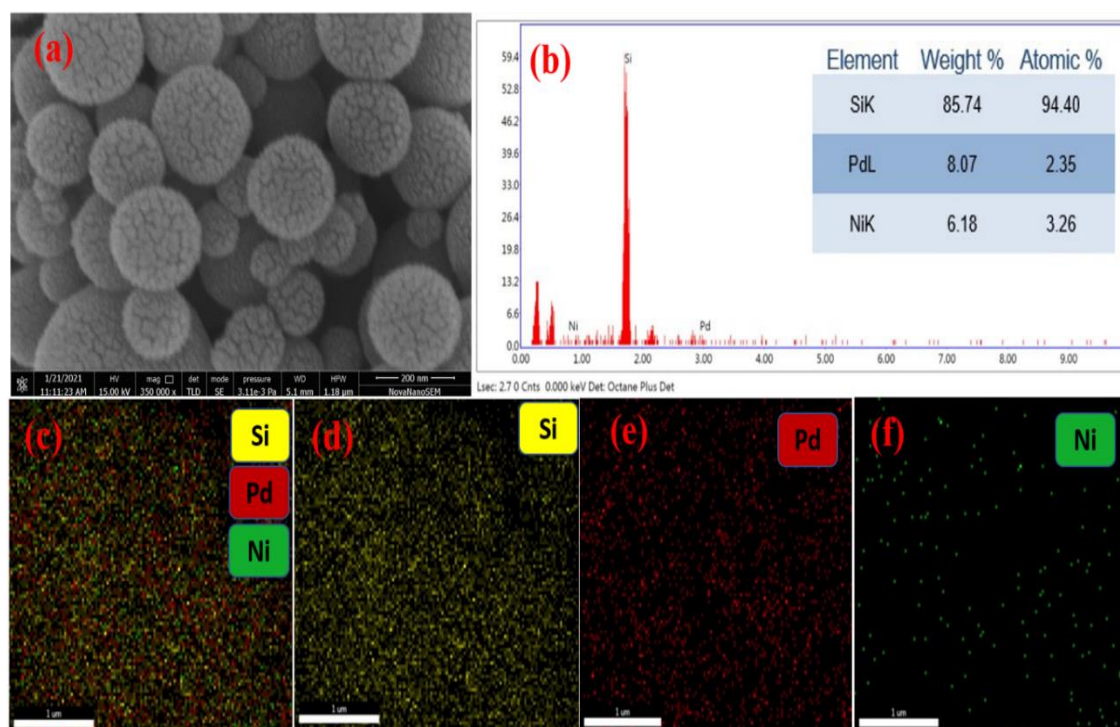 (a)
1/21/2021 HV mag □ det mode pressure WD HFW 200 nm
11:11:23 AM 15.00 kV 350 000 x TLD SE 3.11e-3 Pa 5.1 mm 1.18 µm NovaNanoSEM
(b)
59.4
52.8
46.2
39.6
33.0
26.4
19.8
13.2
6.6
0.00 1.00 2.00 3.00 4.00 5.00 6.00 7.00 8.00 9.00
Si
Ni
Pd
Element Weight % Atomic %
SiK 85.74 94.40
PdL 8.07 2.35
NiK 6.18 3.26
Lsec: 2.7 0 Cnts 0.000 keV Det: Octane Plus Det
(c)
Si
Pd
Ni
1 um
(d)
Si
1 um
(e)
Pd
1 um
(f)
Ni
1 um